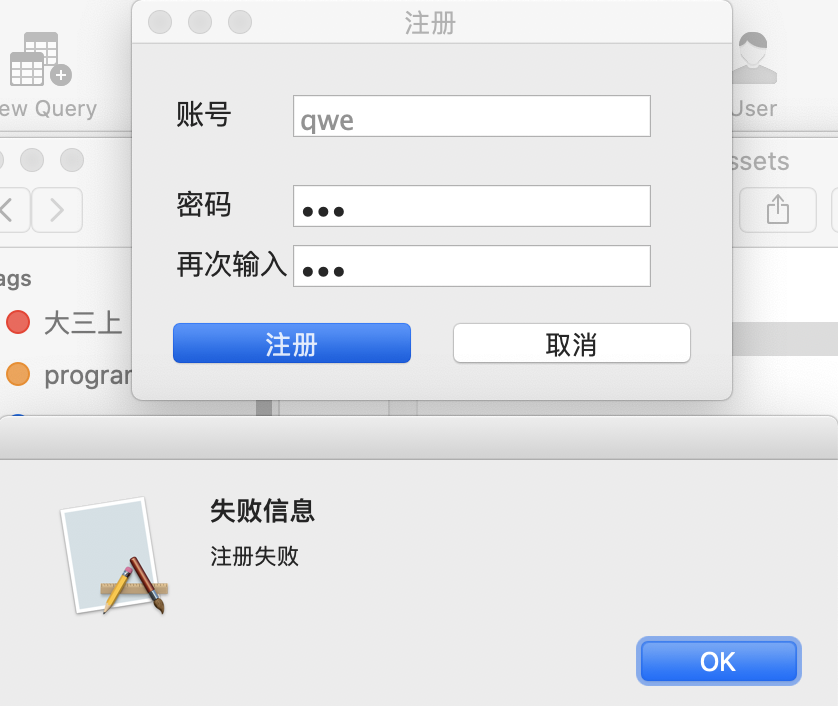 注册
ew Query
User
账号
qwe
密码
ssets
再次输入
ags
大三上
注册
取消
progran
失败信息
注册失败
OK